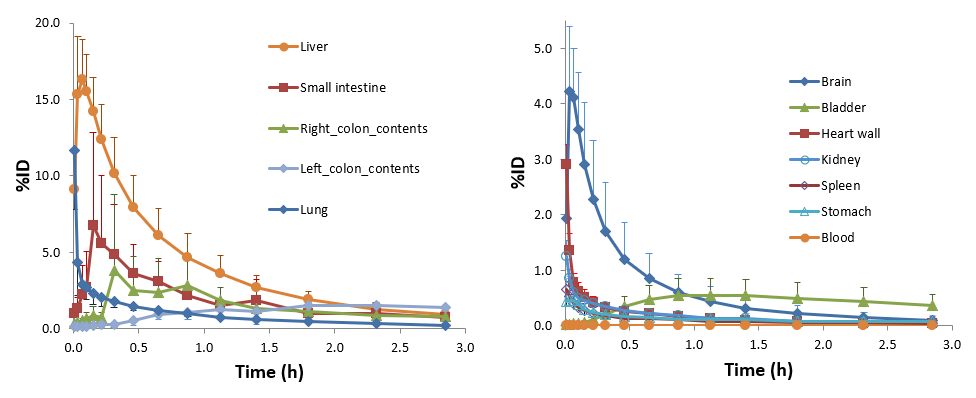 20.0
15.0
10.0
5.0
0.0
%ID
0.0
0.5
1.0
1.5
2.0
2.5
3.0
Time (h)
Liver
Small intestine
Right_colon_contents
Left_colon_contents
Lung
5.0
4.0
3.0
2.0
1.0
0.0
%ID
0.0
0.5
1.0
1.5
2.0
2.5
3.0
Time (h)
Brain
Bladder
Heart wall
Kidney
Spleen
Stomach
Blood